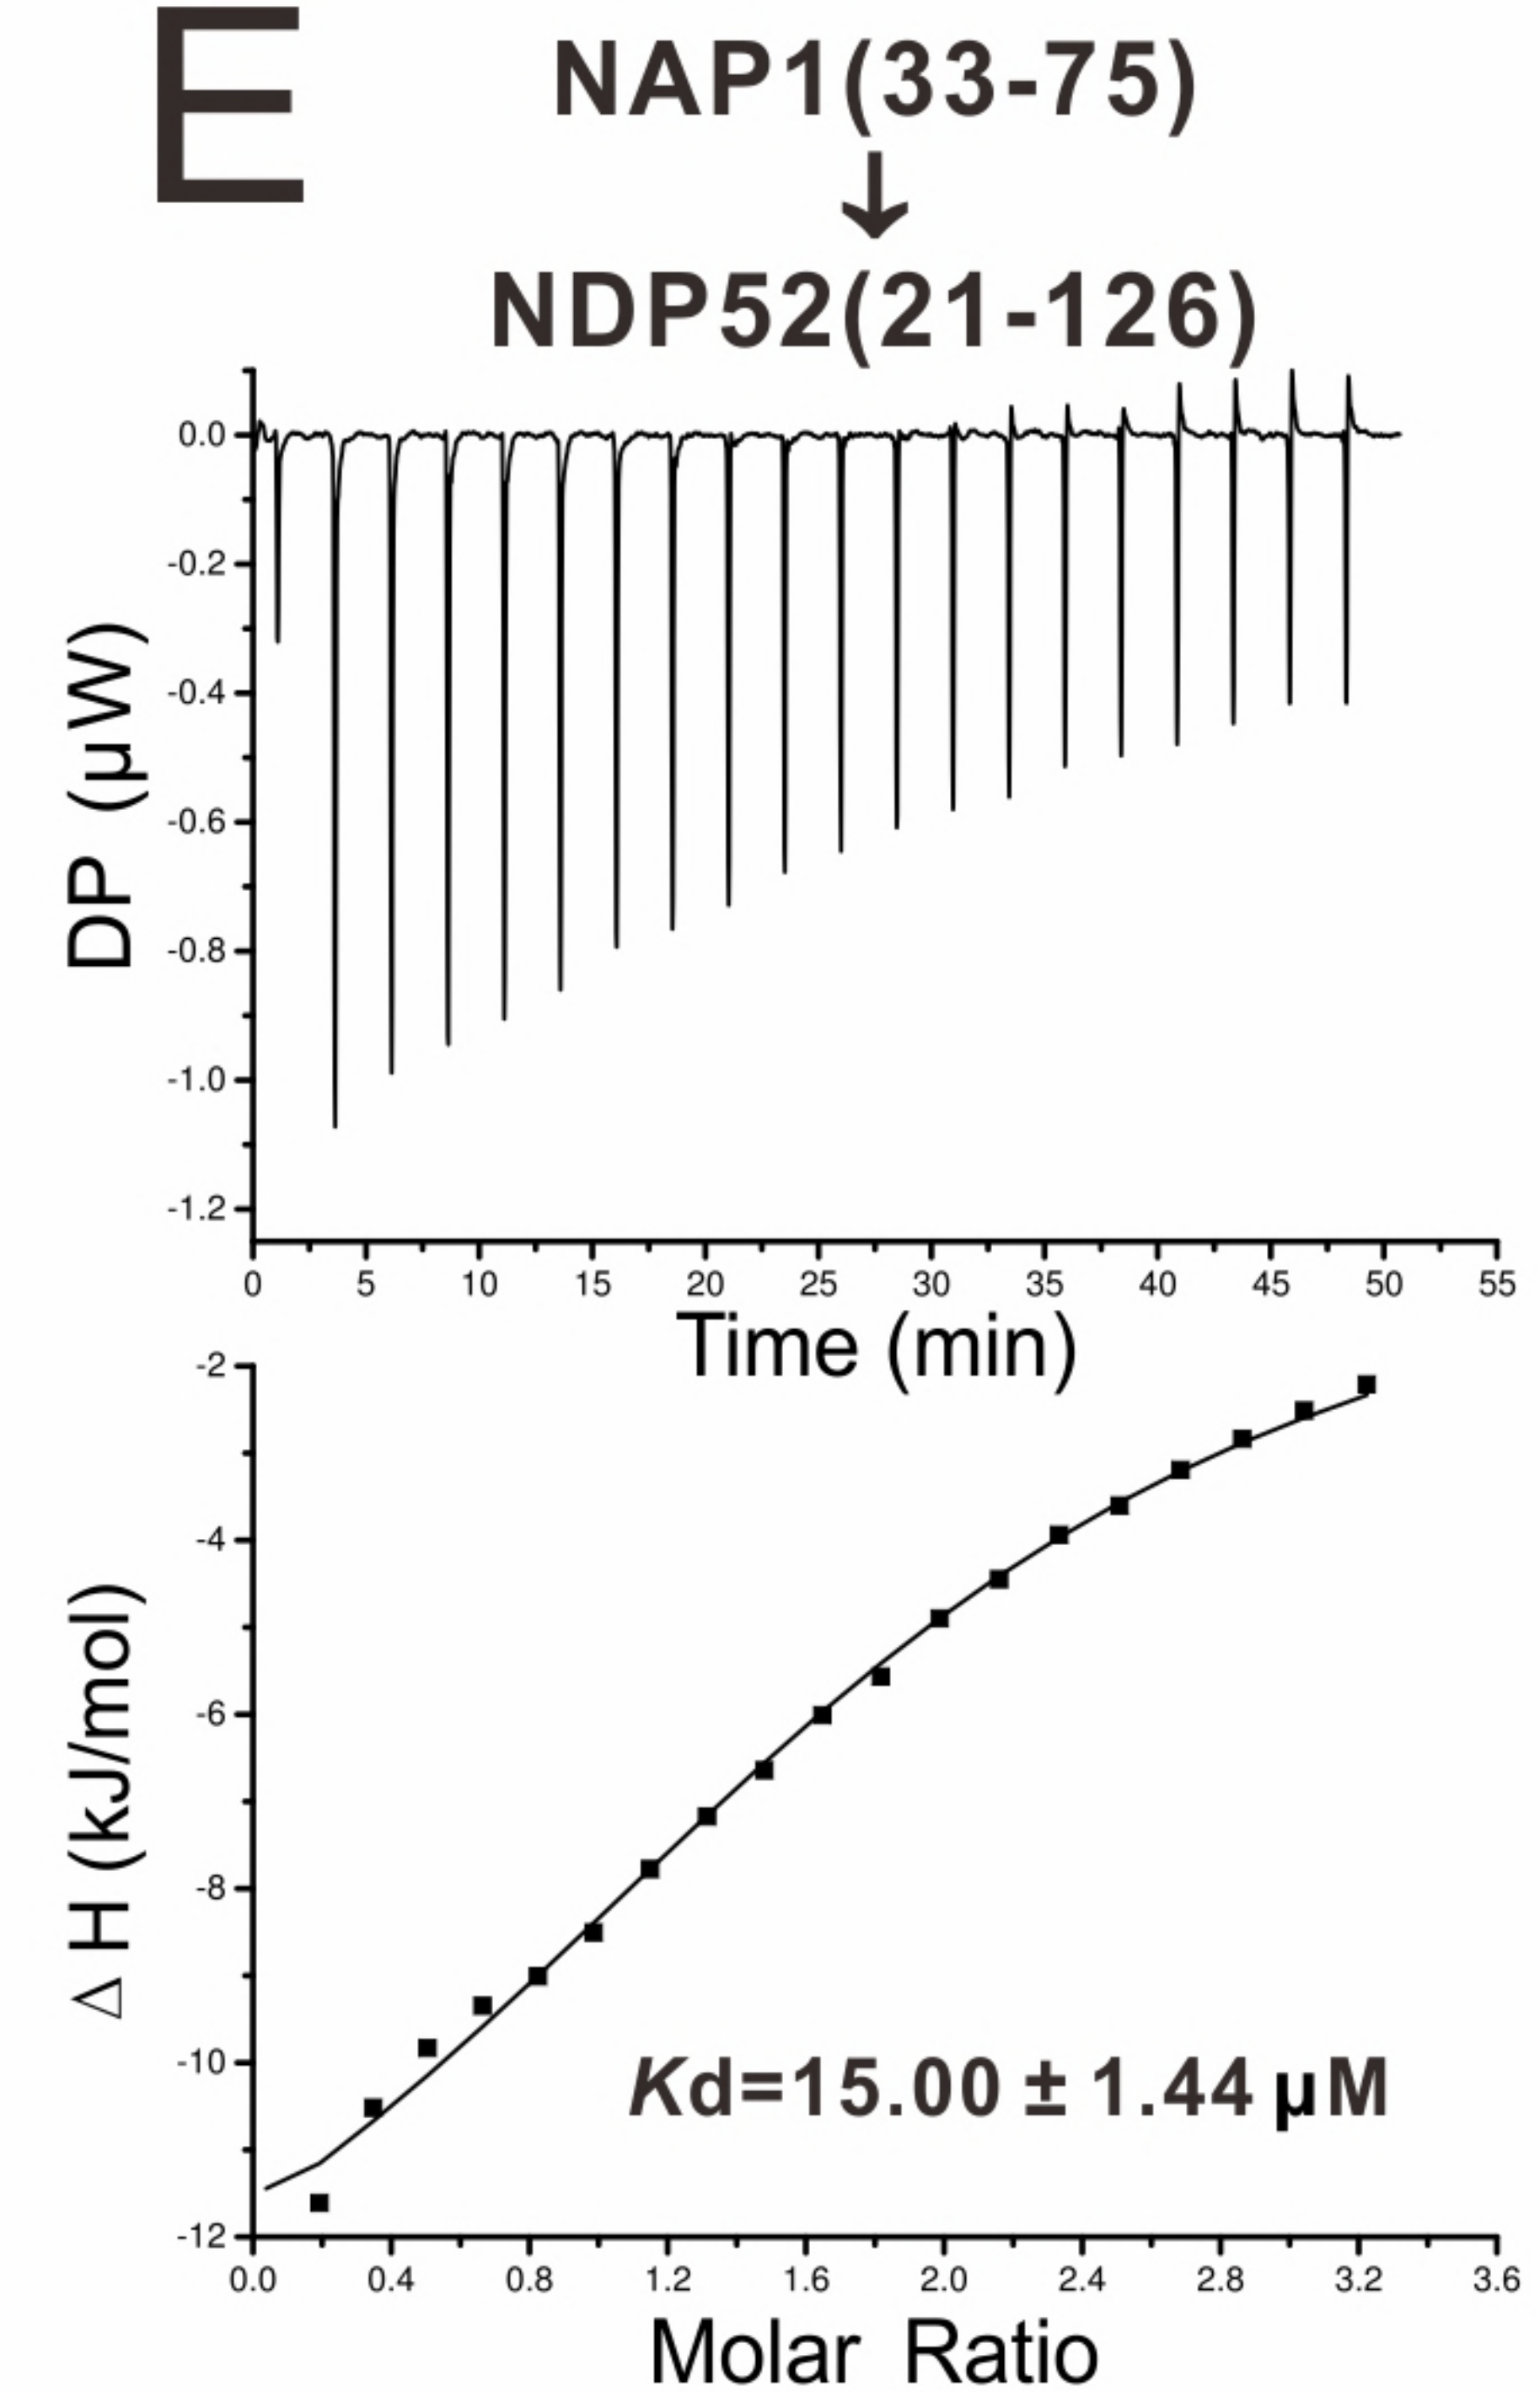 E
NAP1(33-75)
↓
NDP52(21-126)
0.0
-0.2
-0.4
-0.6
-0.8
-1.0
-1.2
DP (μW)
0 5 10 15 20 25 30 35 40 45 50 55
Time (min)
-2
-4
-6
-8
-10
-12
△ H (kJ/mol)
Kd=15.00 ± 1.44 μM
0.0 0.4 0.8 1.2 1.6 2.0 2.4 2.8 3.2 3.6
Molar Ratio